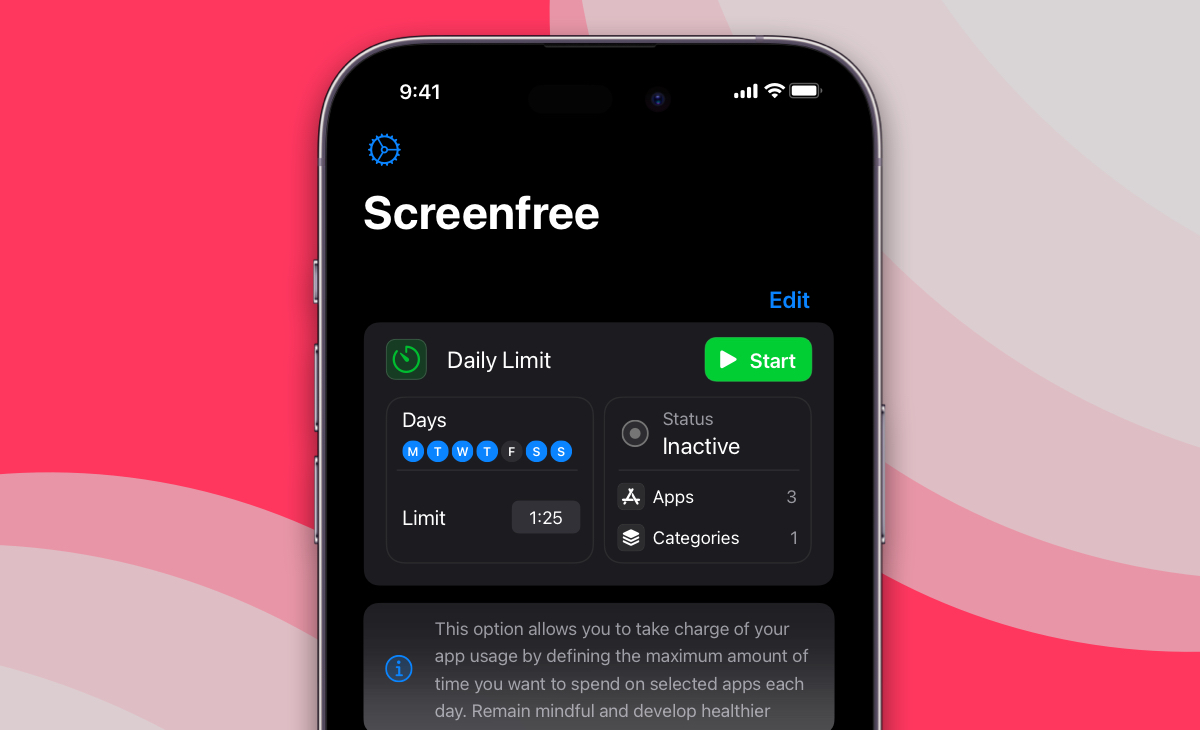 9:41
Screenfree
Edit
Daily Limit
Start
Days
M T W T F S S
Limit 1:25
Status
Inactive
Apps 3
Categories 1
This option allows you to take charge of your
app usage by defining the maximum amount of
time you want to spend on selected apps each
day. Remain mindful and develop healthier